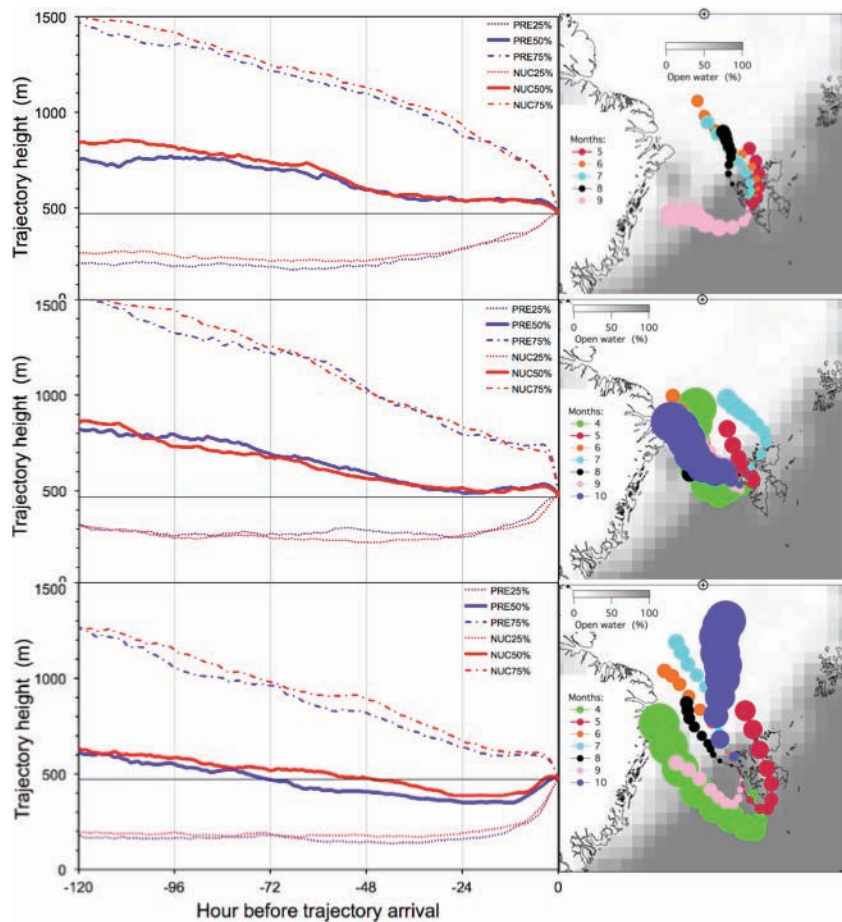 1500
1000
500
0
Trajectory height (m)
PRE25%
PRE50%
PRE75%
NUC25%
NUC50%
NUC75%
0 50 100
Open water (%)
Months:
5
6
7
8
9
1500
1000
500
0
Trajectory height (m)
PRE25%
PRE50%
PRE75%
NUC25%
NUC50%
NUC75%
0 50 100
Open water (%)
Months:
4
5
6
7
8
9
10
1500
1000
500
0
Trajectory height (m)
PRE25%
PRE50%
PRE75%
NUC25%
NUC50%
NUC75%
-120 -96 -72 -48 -24 0
Hour before trajectory arrival
0 50 100
Open water (%)
Months:
4
5
6
7
8
9
10